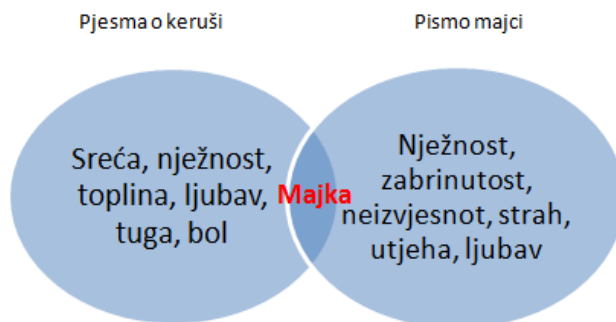 Pjesma o keruši
Pismo majci
Sreća, nježnost,
toplina, ljubav,
tuga, bol
Majka
Nježnost,
zabrinutost,
neizvjesnot, strah,
utjeha, ljubav